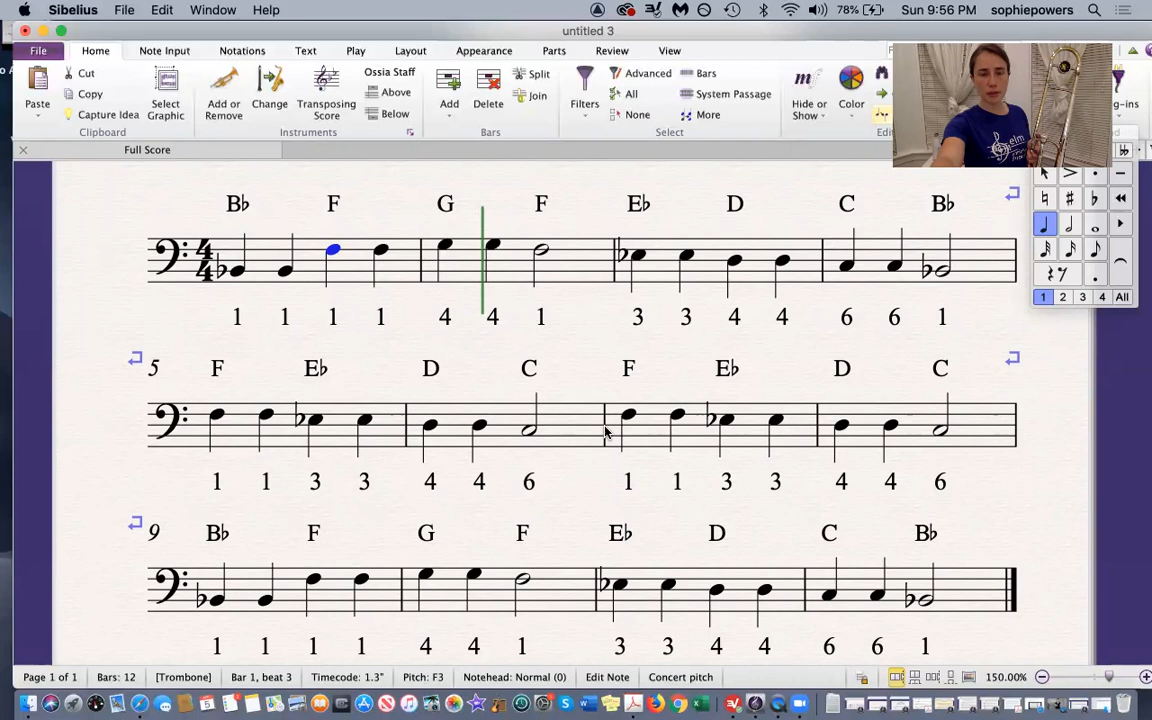 Sibelius File Edit Window Help 78% Sun 9:56 PM sophiepowers
untitled 3
File Home Note Input Notations Text Play Layout Appearance Parts Review View
Paste Cut Copy Capture Idea Select Graphic Add or Remove Change Transposing Score Ossia Staff Above Below Add Delete Split Join Filters Advanced All None Bars System Passage More Hide or Show Color
Clipboard Instruments Bars Select
Full Score
B♭ F G F E♭ D C B♭
4
4
1 1 1 1 4 4 1 3 3 4 4 6 6 1
1 2 3 4 All
5 F E♭ D C F E♭ D C
1 1 3 3 4 4 6 1 1 3 3 4 4 6
9 B♭ F G F E♭ D C B♭
1 1 1 1 4 4 1 3 3 4 4 6 6 1
Page 1 of 1 Bars: 12 [Trombone] Bar 1, beat 3 Timecode: 1.3" Pitch: F3 Notehead: Normal (0) Edit Note Concert pitch 150.00%